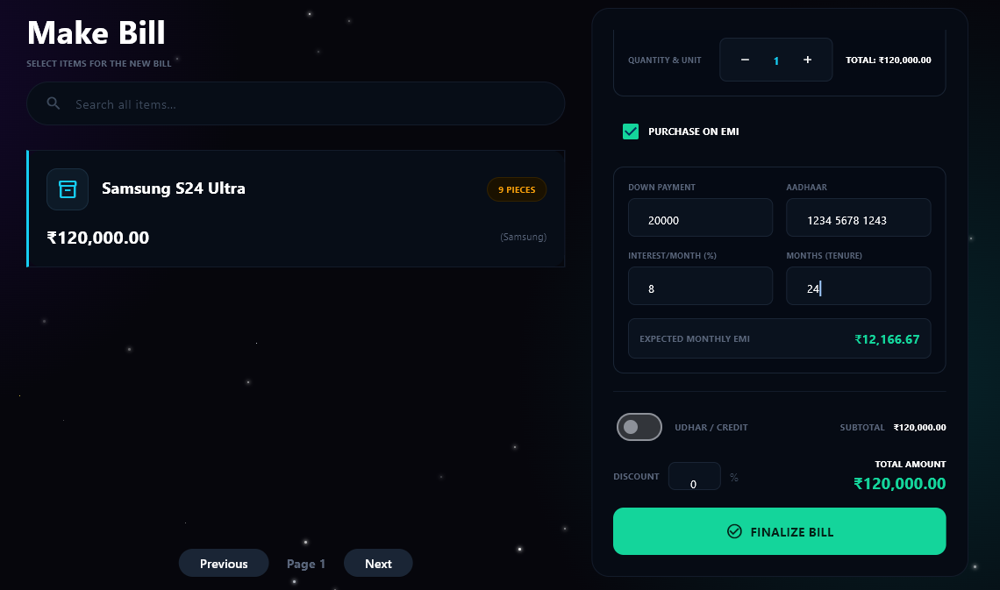 Make Bill
SELECT ITEMS FOR THE NEW BILL
Search all items...
Samsung S24 Ultra
9 PIECES
₹120,000.00
(Samsung)
Previous
Page 1
Next
QUANTITY & UNIT
− 1 +
TOTAL: ₹120,000.00
PURCHASE ON EMI
DOWN PAYMENT
20000
AADHAAR
1234 5678 1243
INTEREST/MONTH (%)
8
MONTHS (TENURE)
24
EXPECTED MONTHLY EMI
₹12,166.67
UDHAR / CREDIT
SUBTOTAL ₹120,000.00
DISCOUNT 0 %
TOTAL AMOUNT
₹120,000.00
FINALIZE BILL